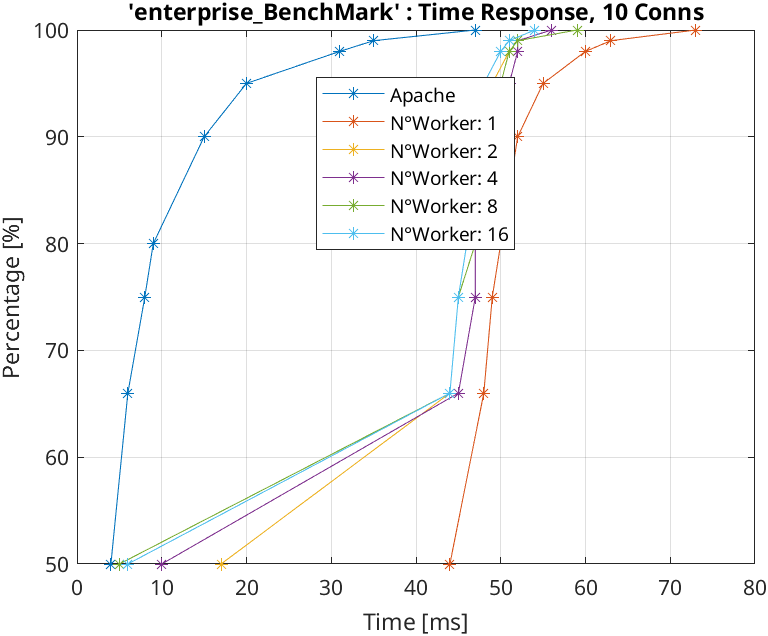 'enterprise_BenchMark' : Time Response, 10 Conns
100
90
80
70
60
50
Percentage [%]
Apache
N°Worker: 1
N°Worker: 2
N°Worker: 4
N°Worker: 8
N°Worker: 16
0 10 20 30 40 50 60 70 80
Time [ms]